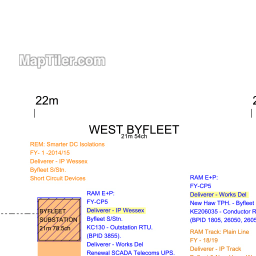 MapTiler.com
22m
54c
WEST BYFLEET
21m 54ch
REM: Smarter DC Isolations
FY- 1 -2014/15
Deliverer - IP Wessex
Byfleet S/Stn.
Short Circuit Devices
RAM E+P:
FY-CP5
Deliverer - Works Del
New Haw TPH. - Byfleet
KE206035 - Conductor R
(BPID 1805, 26050, 2605
RAM E+P:
FY-CP5
Deliverer - IP Wessex
Byfleet S/Stn.
KC130 - Outstation RTU.
(BPID 3855).
Deliverer - Works Del
Renewal SCADA Telecoms UPS.
BYFLEET
SUBSTATION
21m 78.5ch
RAM Track: Plain Line
FY - 18/19
Deliverer - IP Track